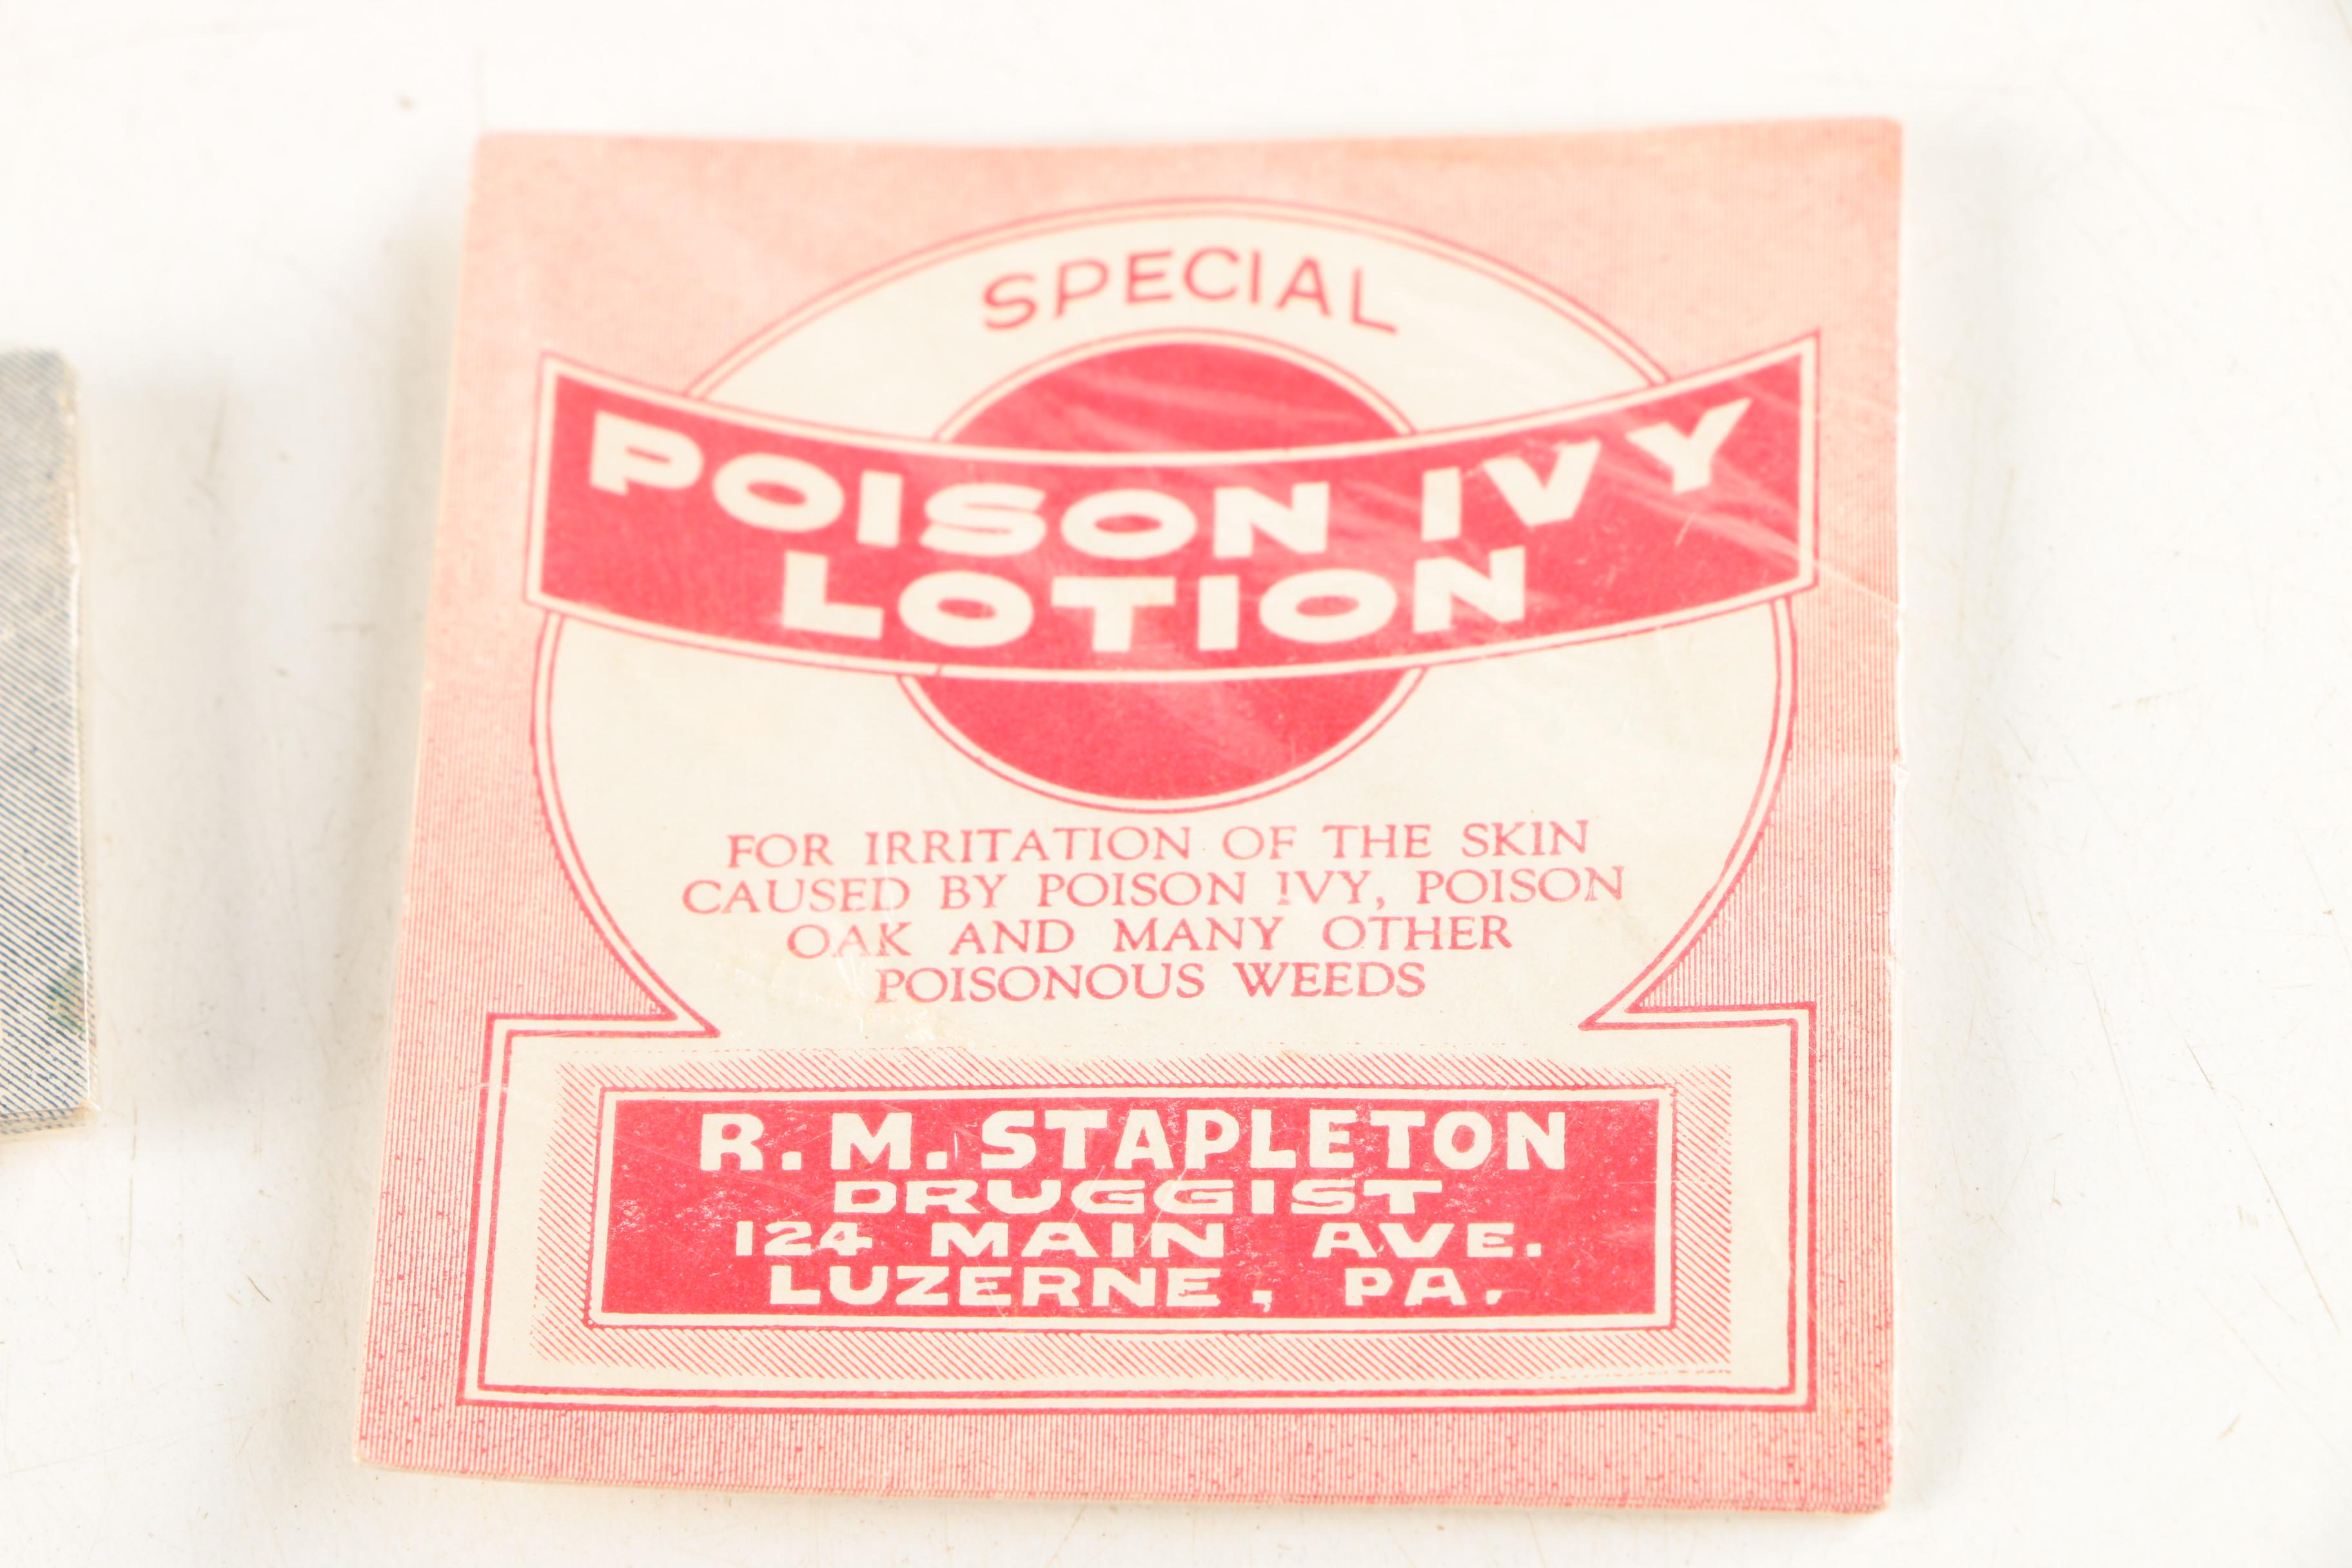 SPECIAL
POISON IVY
LOTION
FOR IRRITATION OF THE SKIN
CAUSED BY POISON IVY, POISON
OAK AND MANY OTHER
POISONOUS WEEDS
R. M. STAPLETON
DRUGGIST
124 MAIN AVE.
LUZERNE, PA.